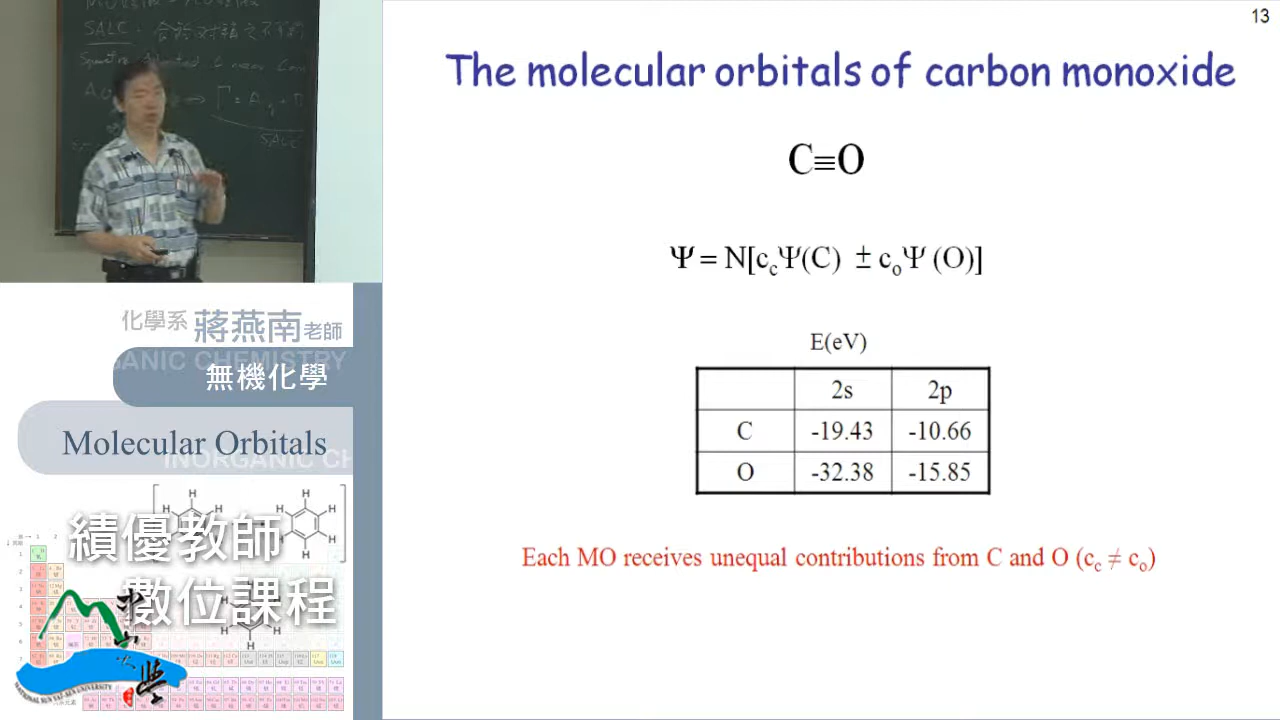 13
The molecular orbitals of carbon monoxide
C≡O
Ψ = N[c_cΨ(C) ± c_oΨ (O)]
E(eV)
2s 2p
C -19.43 -10.66
O -32.38 -15.85
Each MO receives unequal contributions from C and O (c_c ≠ c_o)
SALC
SALC
化學系 蔣燕南老師
無機化學
Molecular Orbitals
績優教師
數位課程